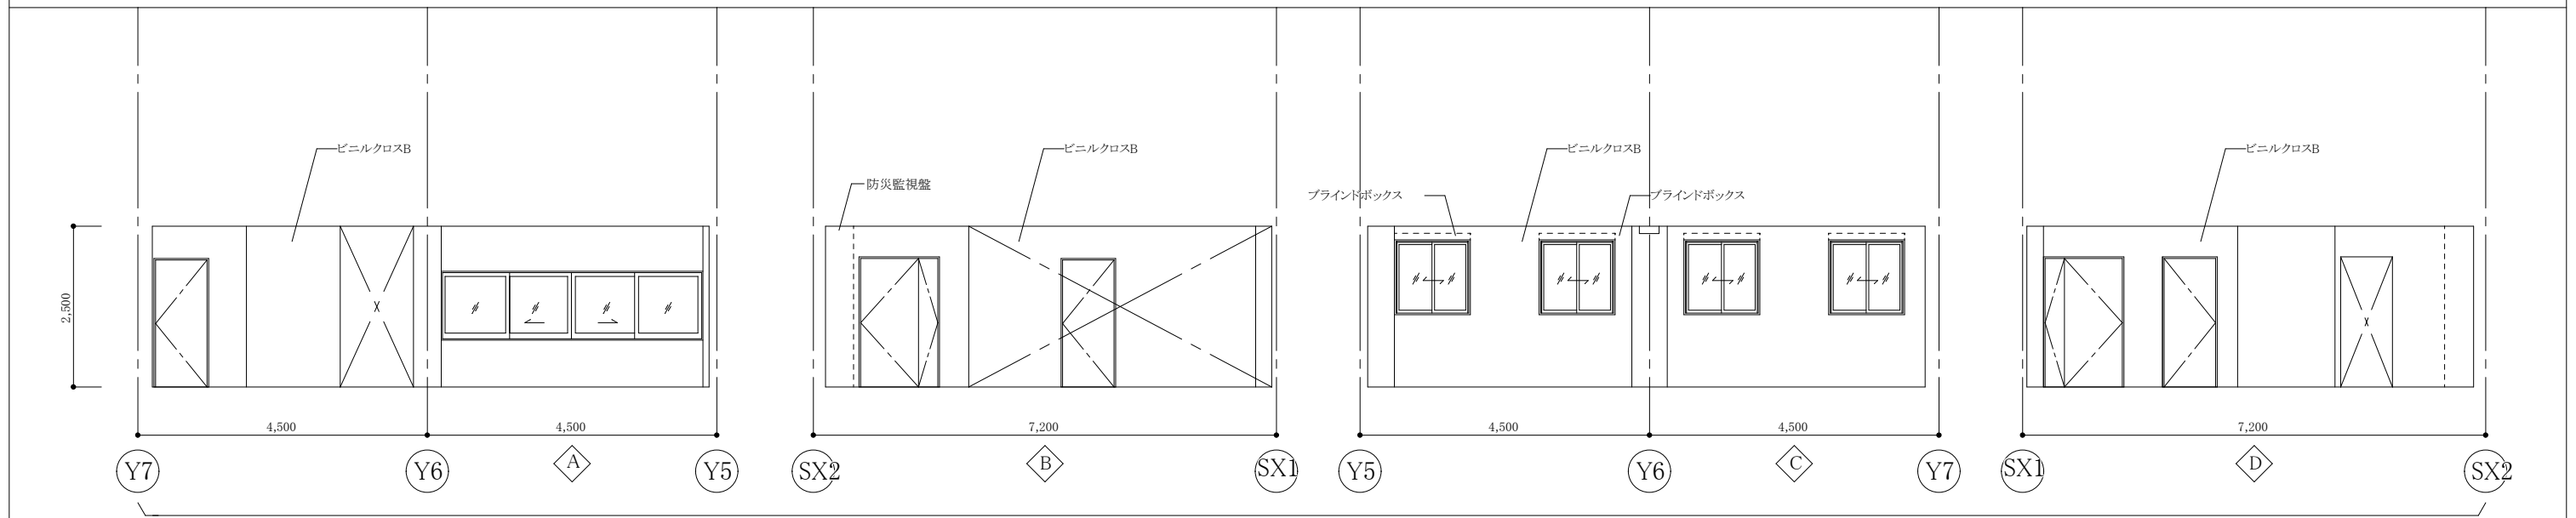 ビニルクロスB
2,500
4,500
4,500
Y7
Y6
A
Y5
ビニルクロスB
防災監視盤
7,200
SX2
B
SX1
ビニルクロスB
ブラインドボックス
ブラインドボックス
4,500
4,500
Y5
Y6
C
Y7
ビニルクロスB
7,200
SX1
D
SX2